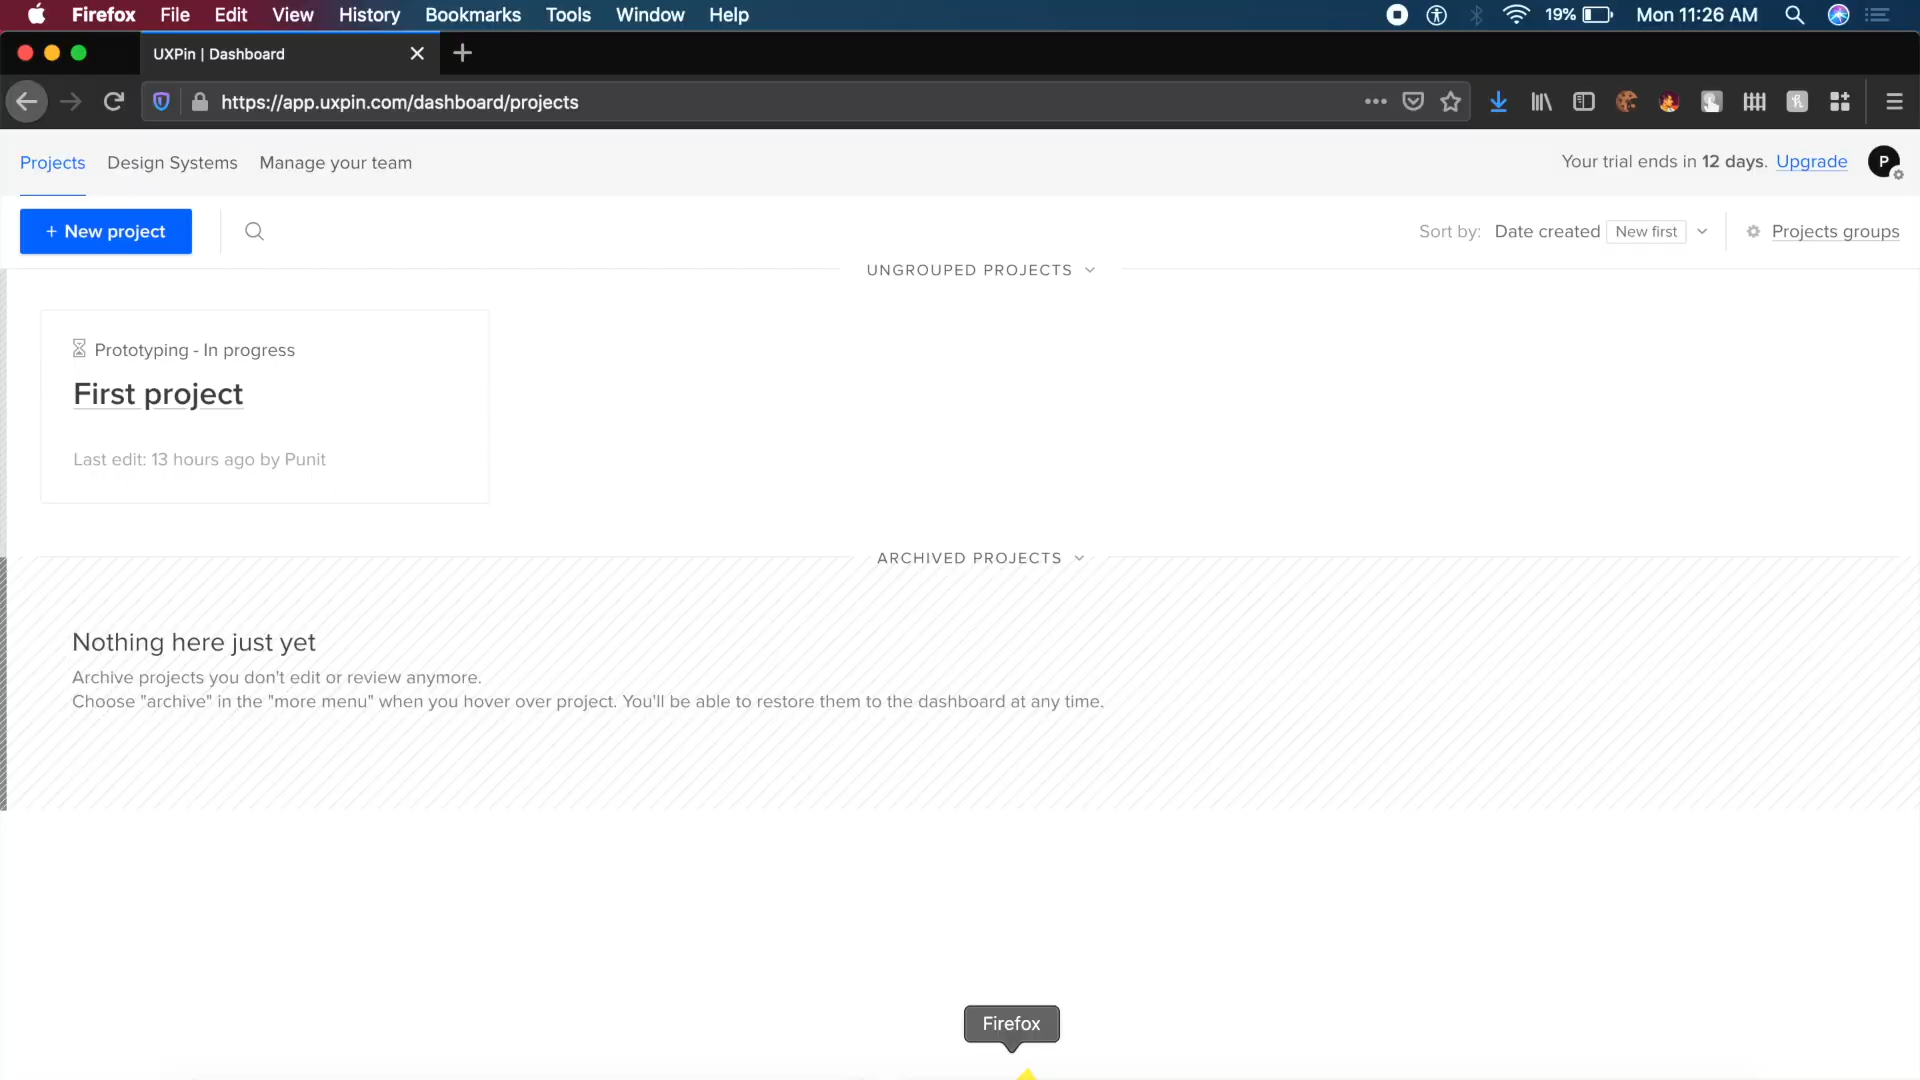 Firefox File Edit View History Bookmarks Tools Window Help 19% Mon 11:26 AM
UXPin | Dashboard
https://app.uxpin.com/dashboard/projects
Projects Design Systems Manage your team Your trial ends in 12 days. Upgrade P
+ New project Sort by: Date created New first Projects groups
UNGROUPED PROJECTS
Prototyping - In progress
First project
Last edit: 13 hours ago by Punit
ARCHIVED PROJECTS
Nothing here just yet
Archive projects you don't edit or review anymore.
Choose "archive" in the "more menu" when you hover over project. You'll be able to restore them to the dashboard at any time.
Firefox